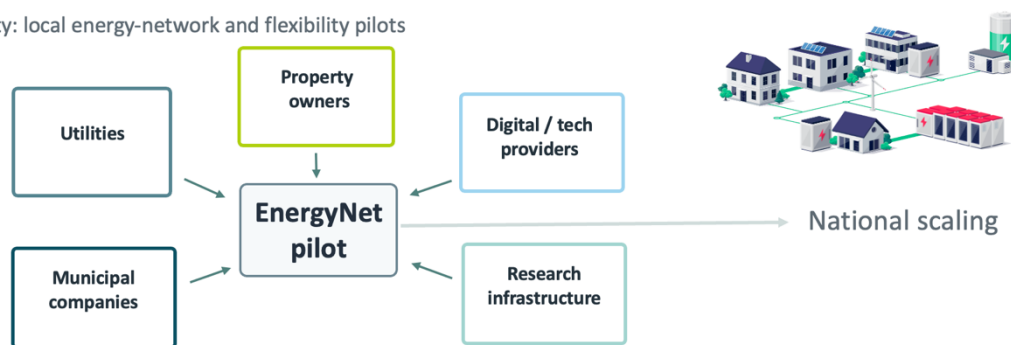 ty: local energy-network and flexibility pilots
Property
owners
Utilities
Digital / tech
providers
EnergyNet
pilot
National scaling
Municipal
companies
Research
infrastructure